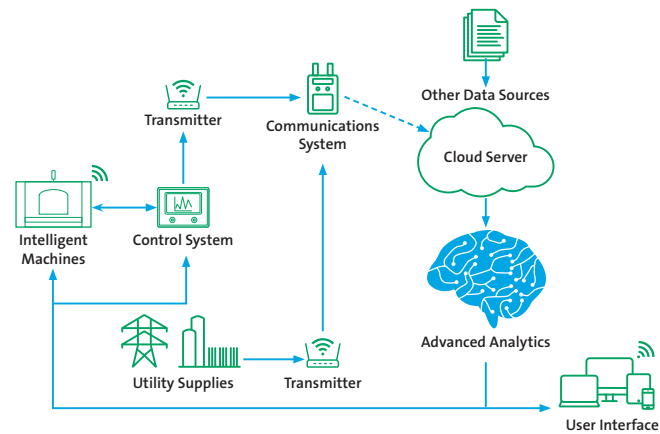 Other Data Sources
Transmitter
Communications
System
Cloud Server
Intelligent
Machines
Control System
Advanced Analytics
Utility Supplies
Transmitter
User Interface